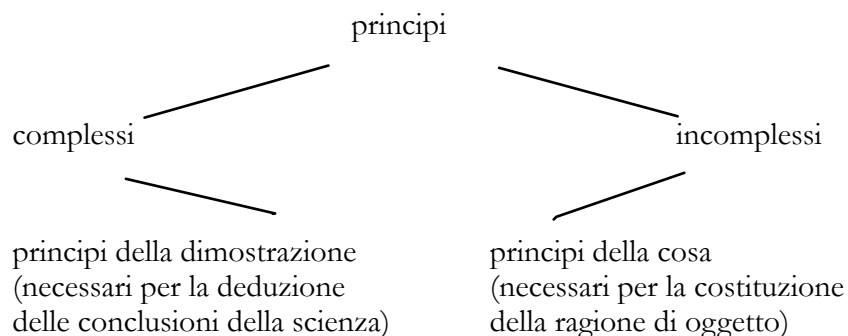 principi
complessi
incomplessi
principi della dimostrazione
(necessari per la deduzione
delle conclusioni della scienza)
principi della cosa
(necessari per la costituzione
della ragione di oggetto)